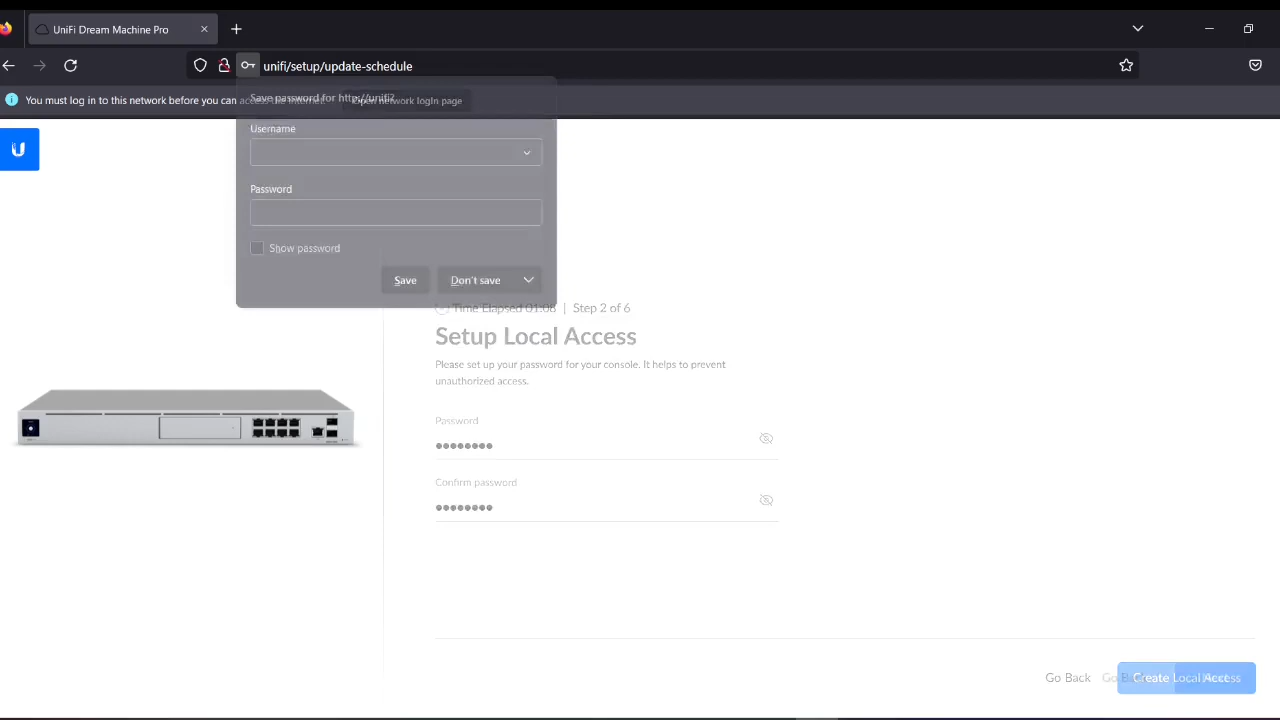 UniFi Dream Machine Pro
unifi/setup/update-schedule
You must log in to this network before you can access the Internet.
Open network login page
Save password for http://unifi?
Username
Password
Show password
Save
Don't save
Time Elapsed 01:08 | Step 2 of 6
Setup Local Access
Please set up your password for your console. It helps to prevent
unauthorized access.
Password
●●●●●●●●
Confirm password
●●●●●●●●
Go Back
Go Back
Create Local Access